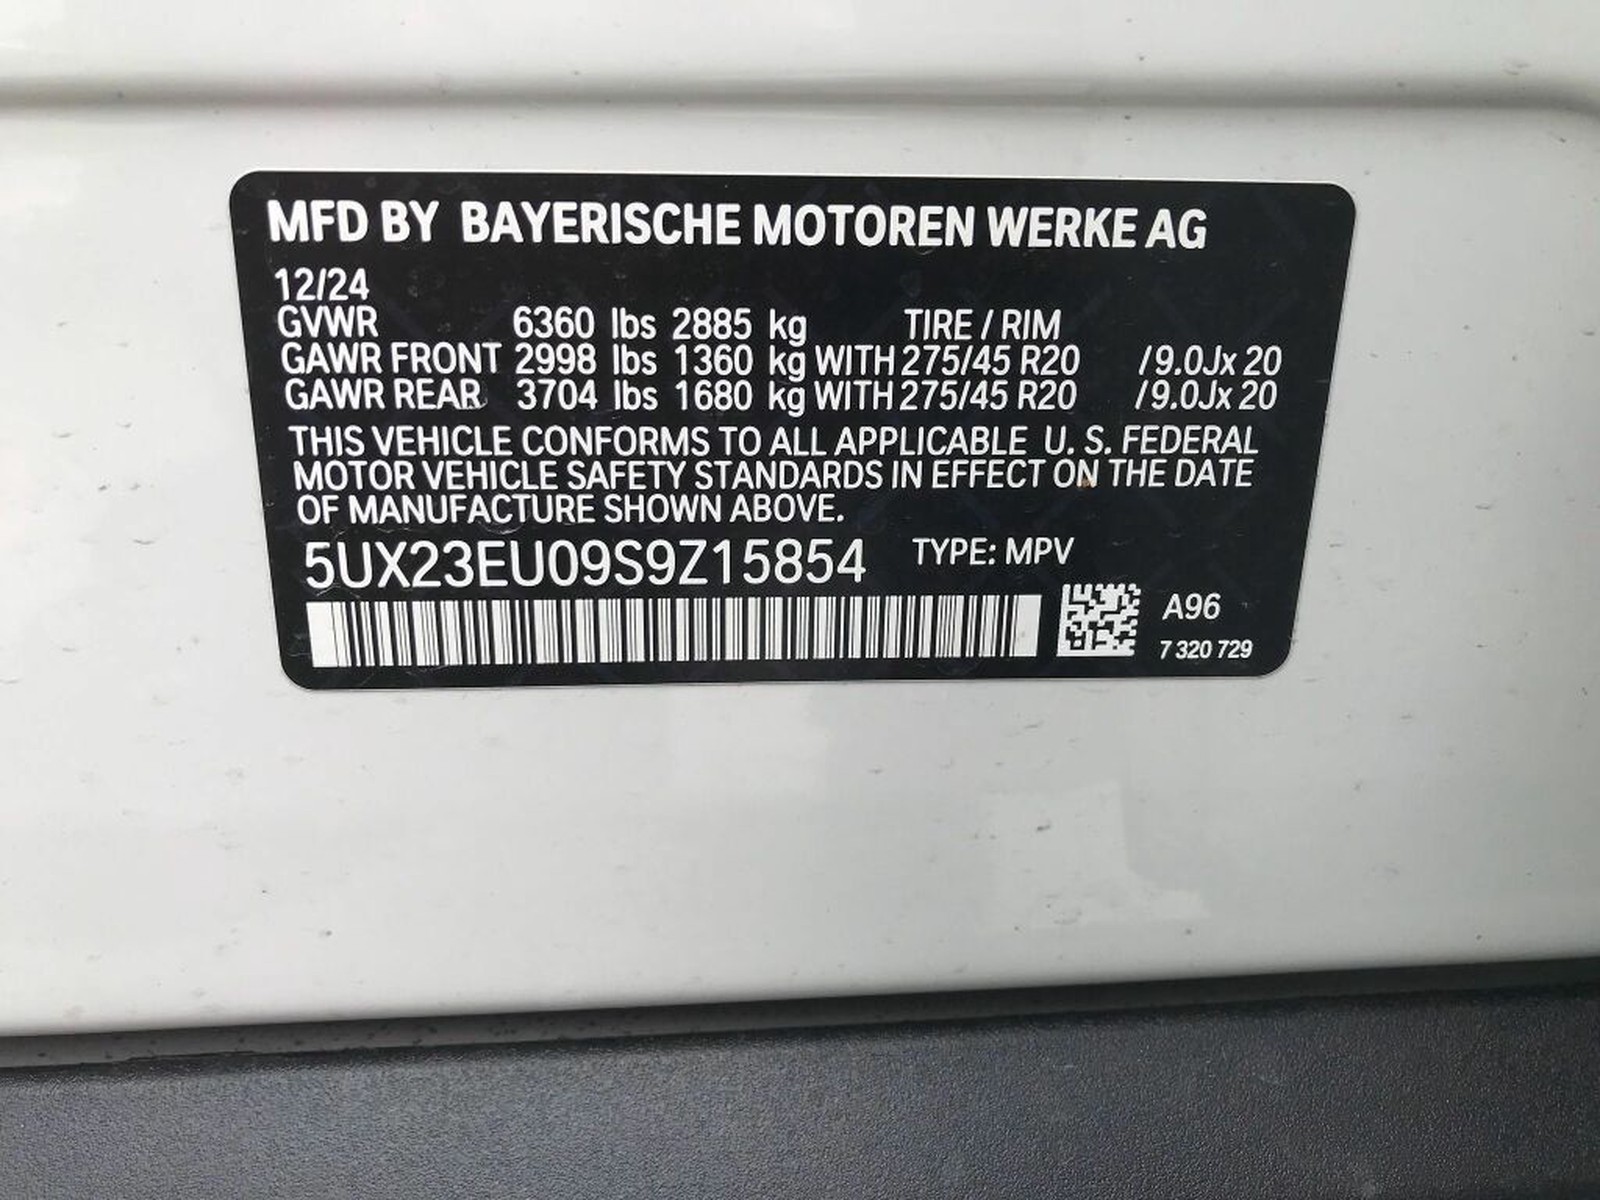 MFD BY BAYERISCHE MOTOREN WERKE AG
12/24
GVWR 6360 lbs 2885 kg TIRE / RIM
GAWR FRONT 2998 lbs 1360 kg WITH 275/45 R20 /9.0Jx 20
GAWR REAR 3704 lbs 1680 kg WITH 275/45 R20 /9.0Jx 20
THIS VEHICLE CONFORMS TO ALL APPLICABLE U. S. FEDERAL
MOTOR VEHICLE SAFETY STANDARDS IN EFFECT ON THE DATE
OF MANUFACTURE SHOWN ABOVE.
5UX23EU09S9Z15854 TYPE: MPV
A96
7 320 729